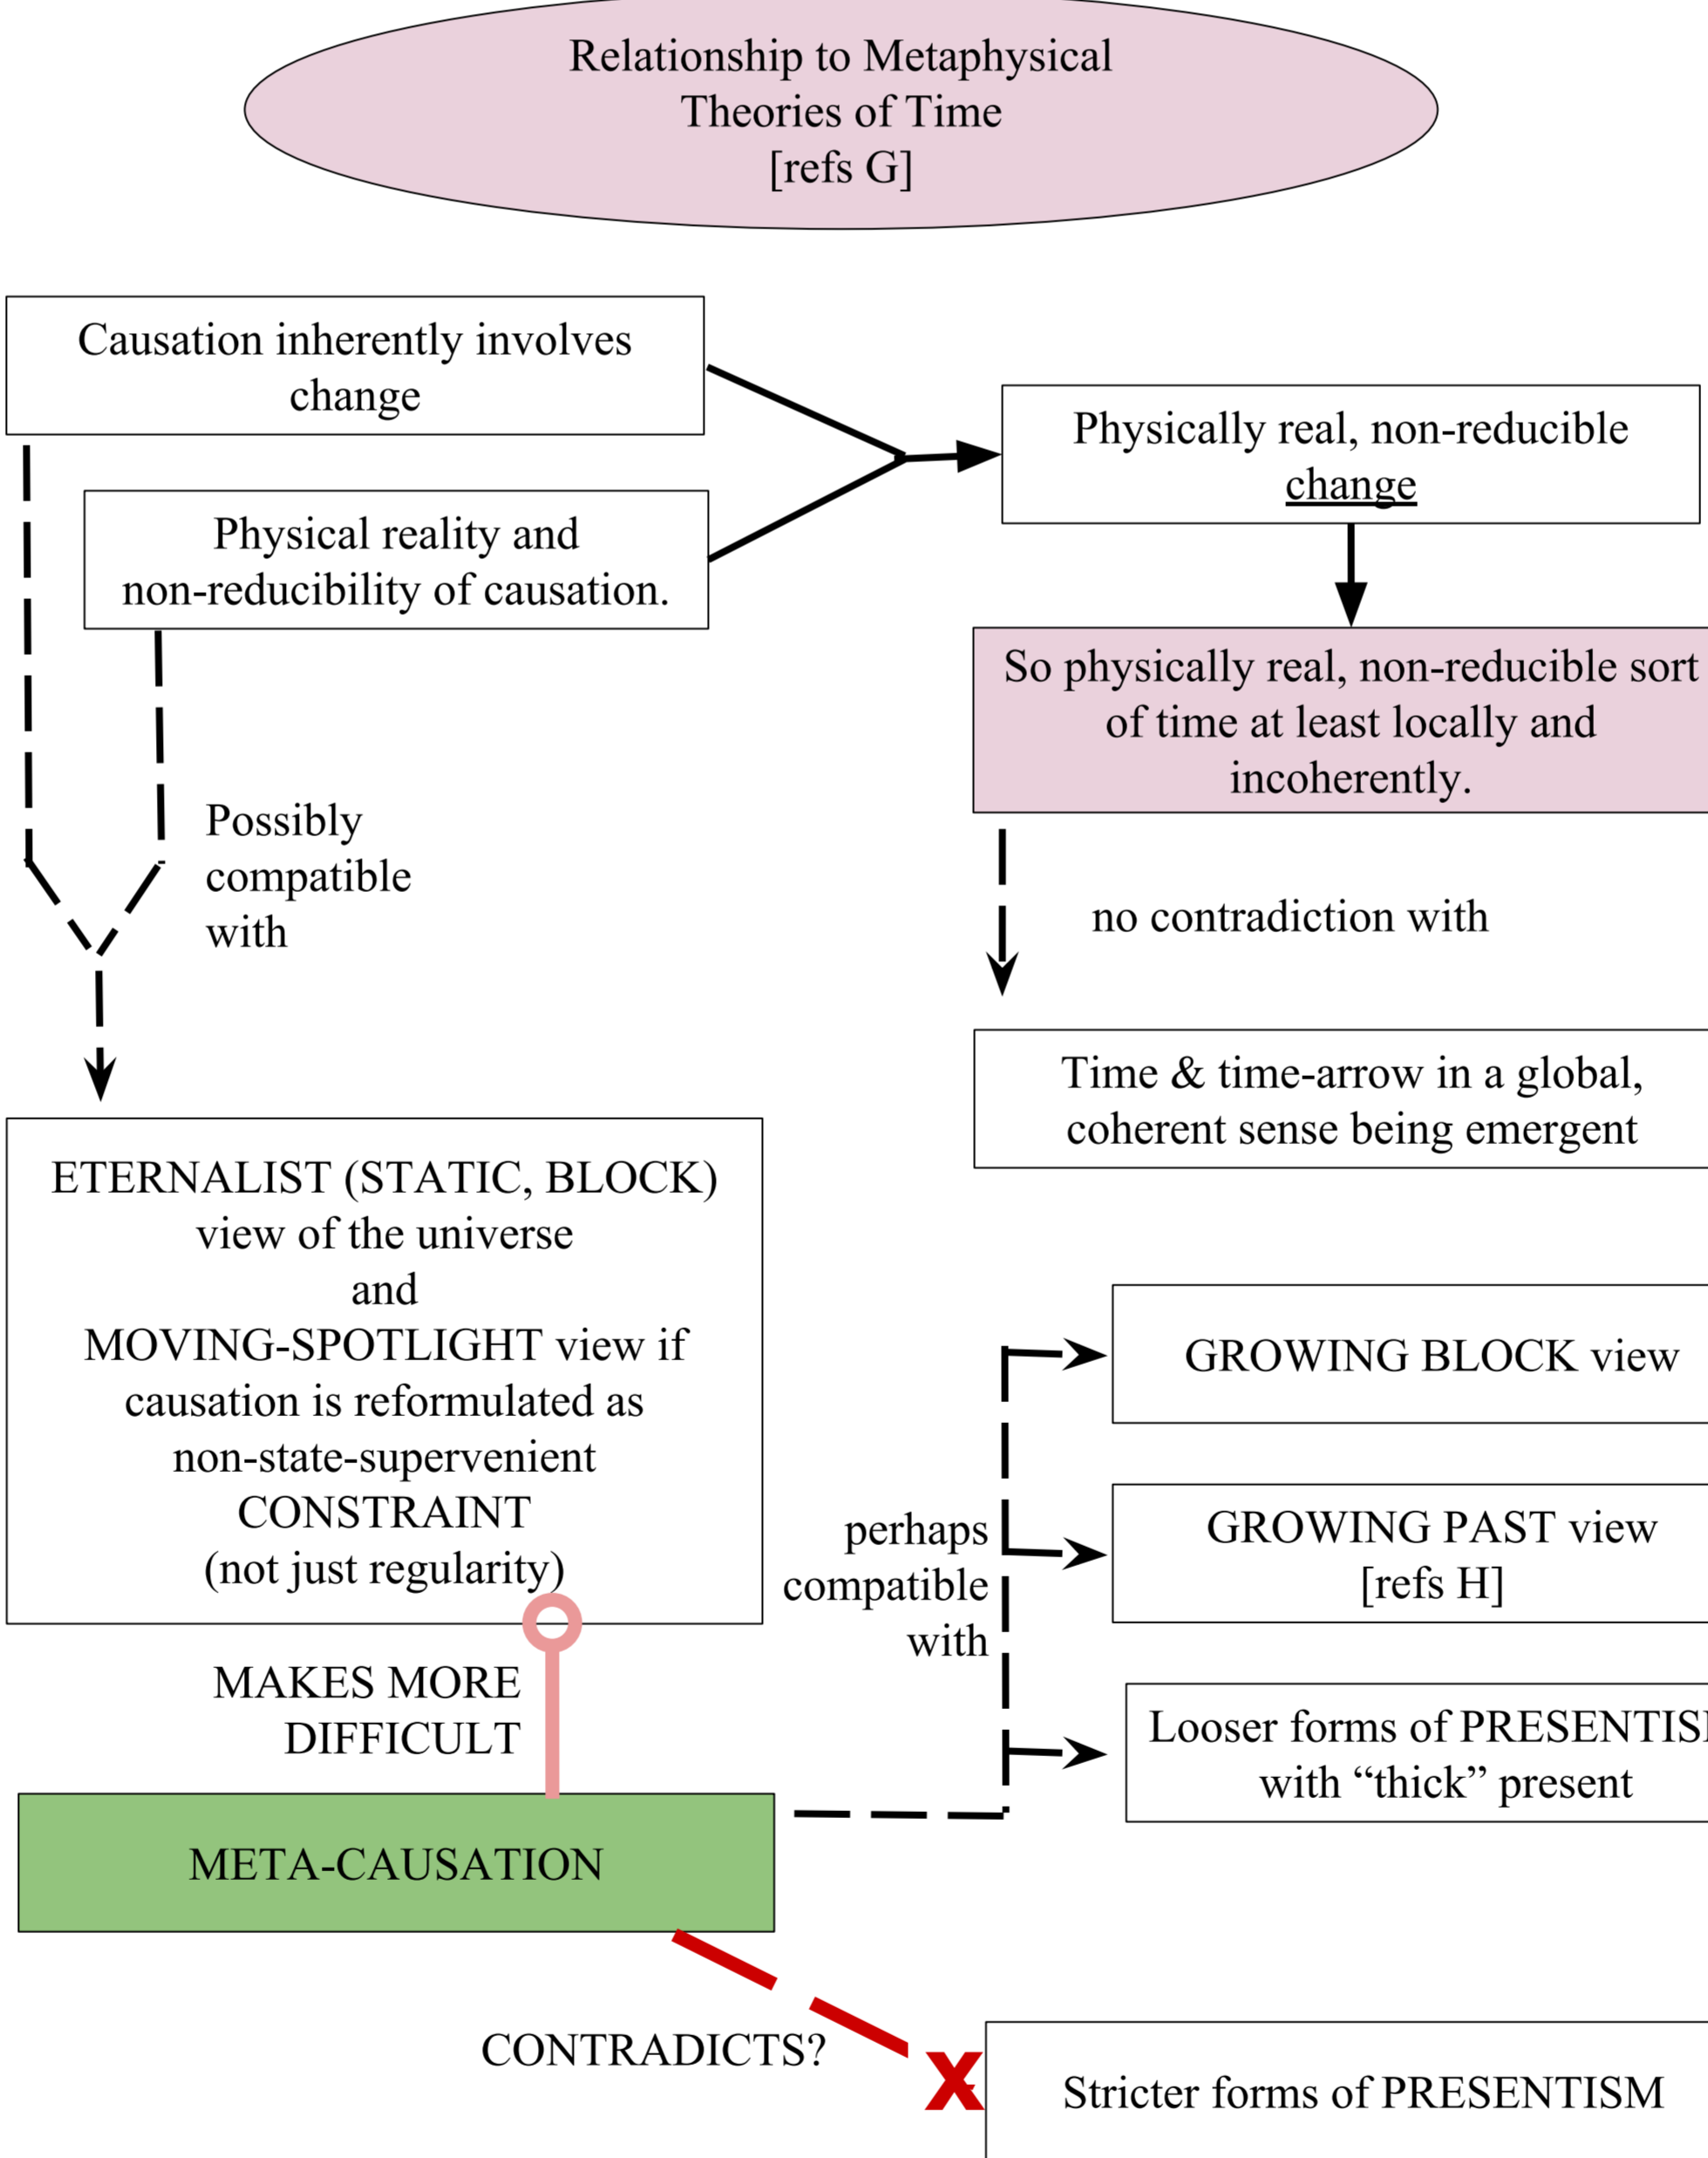 Relationship to Metaphysical
Theories of Time
[refs G]
Causation inherently involves
change
Physically real, non-reducible
change
Physical reality and
non-reducibility of causation.
So physically real, non-reducible sort
of time at least locally and
incoherently.
Possibly
compatible
with
no contradiction with
Time & time-arrow in a global,
coherent sense being emergent
ETERNALIST (STATIC, BLOCK)
view of the universe
and
MOVING-SPOTLIGHT view if
causation is reformulated as
non-state-supervenient
CONSTRAINT
(not just regularity)
GROWING BLOCK view
perhaps
compatible
with
GROWING PAST view
[refs H]
Looser forms of PRESENTIS
with “thick” present
MAKES MORE
DIFFICULT
META-CAUSATION
CONTRADICTS?
X
Stricter forms of PRESENTISM